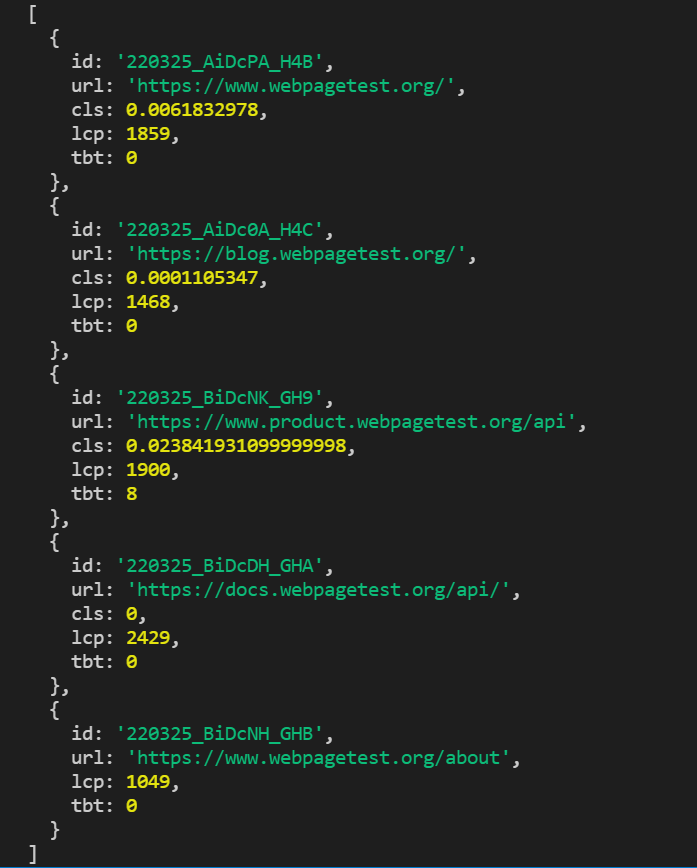 [
  {
    id: '220325_AiDcPA_H4B',
    url: 'https://www.webpagetest.org/',
    cls: 0.0061832978,
    lcp: 1859,
    tbt: 0
  },
  {
    id: '220325_AiDc0A_H4C',
    url: 'https://blog.webpagetest.org/',
    cls: 0.0001105347,
    lcp: 1468,
    tbt: 0
  },
  {
    id: '220325_BiDcNK_GH9',
    url: 'https://www.product.webpagetest.org/api',
    cls: 0.023841931099999998,
    lcp: 1900,
    tbt: 8
  },
  {
    id: '220325_BiDcDH_GHA',
    url: 'https://docs.webpagetest.org/api/',
    cls: 0,
    lcp: 2429,
    tbt: 0
  },
  {
    id: '220325_BiDcNH_GHB',
    url: 'https://www.webpagetest.org/about',
    lcp: 1049,
    tbt: 0
  }
]